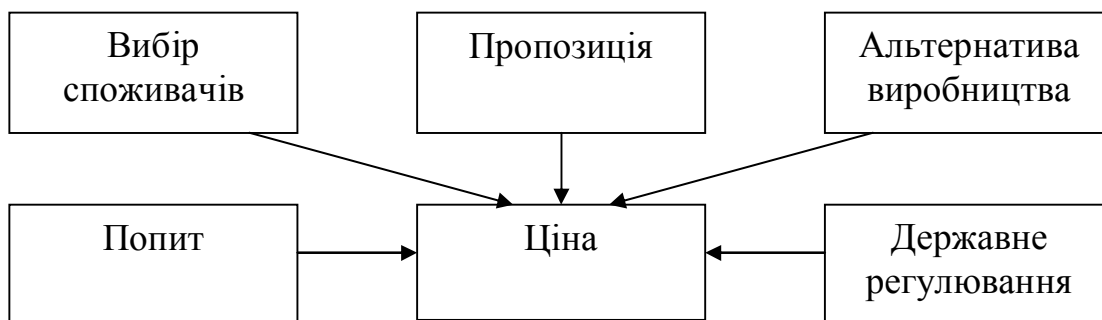 Вибір
споживачів
Пропозиція
Альтернатива
виробництва
Попит
Ціна
Державне
регулювання